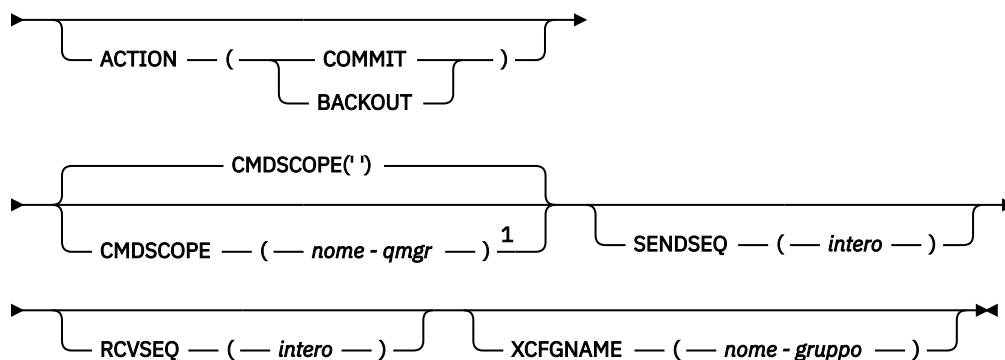 ACTION ( COMMIT )
BACKOUT
CMDSCOPE(' ')
CMDSCOPE ( nome - qmgr ) 1
SENDSEQ ( intero )
RCVSEQ ( intero )
XCFGNAME ( nome - gruppo )